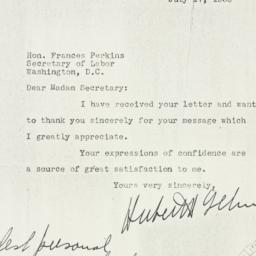 Hon. Frances Perkins
Secretary of Labor
Washington, D.C.
Dear Madam Secretary:
I have received your letter and want
to thank you sincerely for your message which
I greatly appreciate.
Your expressions of confidence are
a source of great satisfaction to me.
Yours very sincerely,
personal